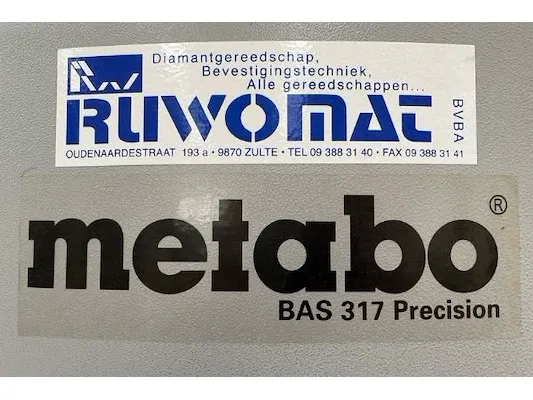 RW
Diamantgereedschap,
Bevestigingstechniek,
Alle gereedschappen...
RUWOMAT
BVBA
OUDENAARDESTRAAT 193 a • 9870 ZULTE • TEL 09 388 31 40 • FAX 09 388 31 41
metabo®
BAS 317 Precision